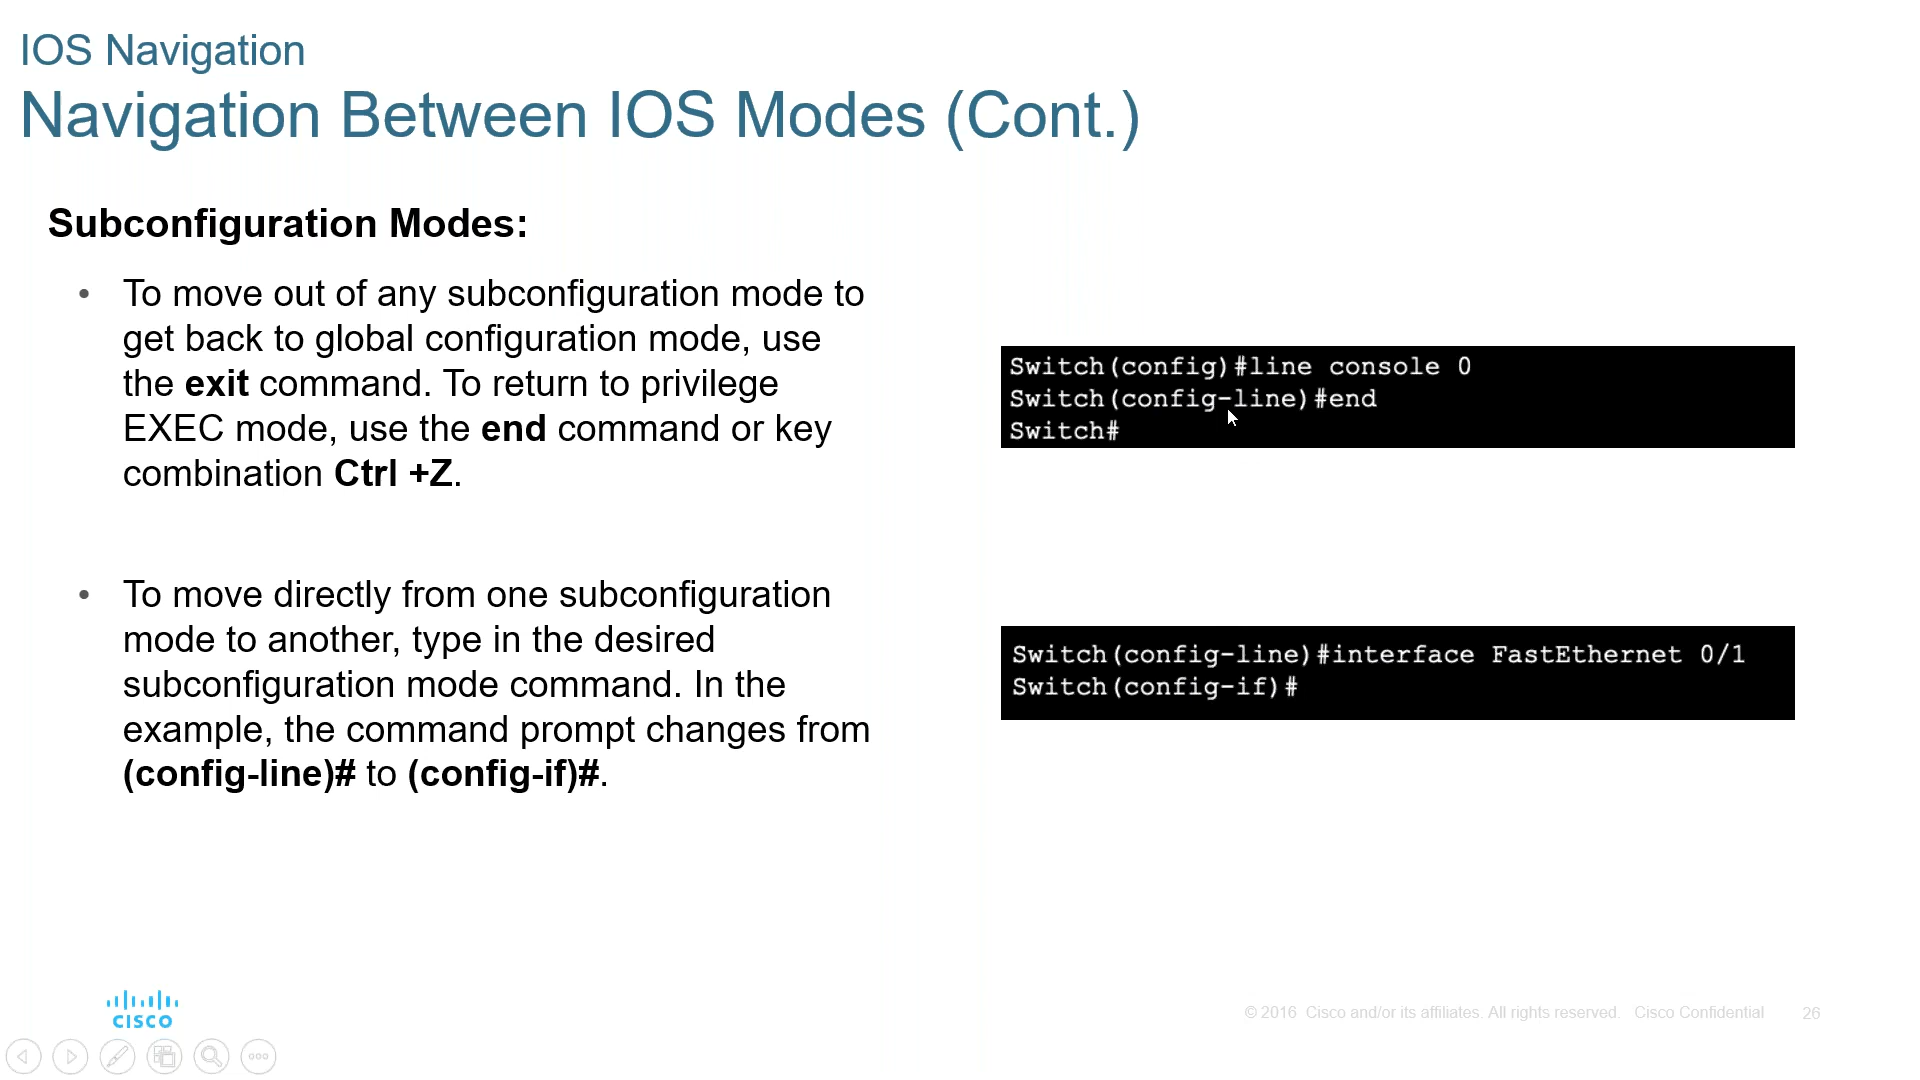 IOS Navigation
Navigation Between IOS Modes (Cont.)
Subconfiguration Modes:
• To move out of any subconfiguration mode to
get back to global configuration mode, use
the exit command. To return to privilege
EXEC mode, use the end command or key
combination Ctrl +Z.
• To move directly from one subconfiguration
mode to another, type in the desired
subconfiguration mode command. In the
example, the command prompt changes from
(config-line)# to (config-if)#.
Switch(config)#line console 0
Switch(config-line)#end
Switch#
Switch(config-line)#interface FastEthernet 0/1
Switch(config-if)#
CISCO
© 2016 Cisco and/or its affiliates. All rights reserved. Cisco Confidential 26